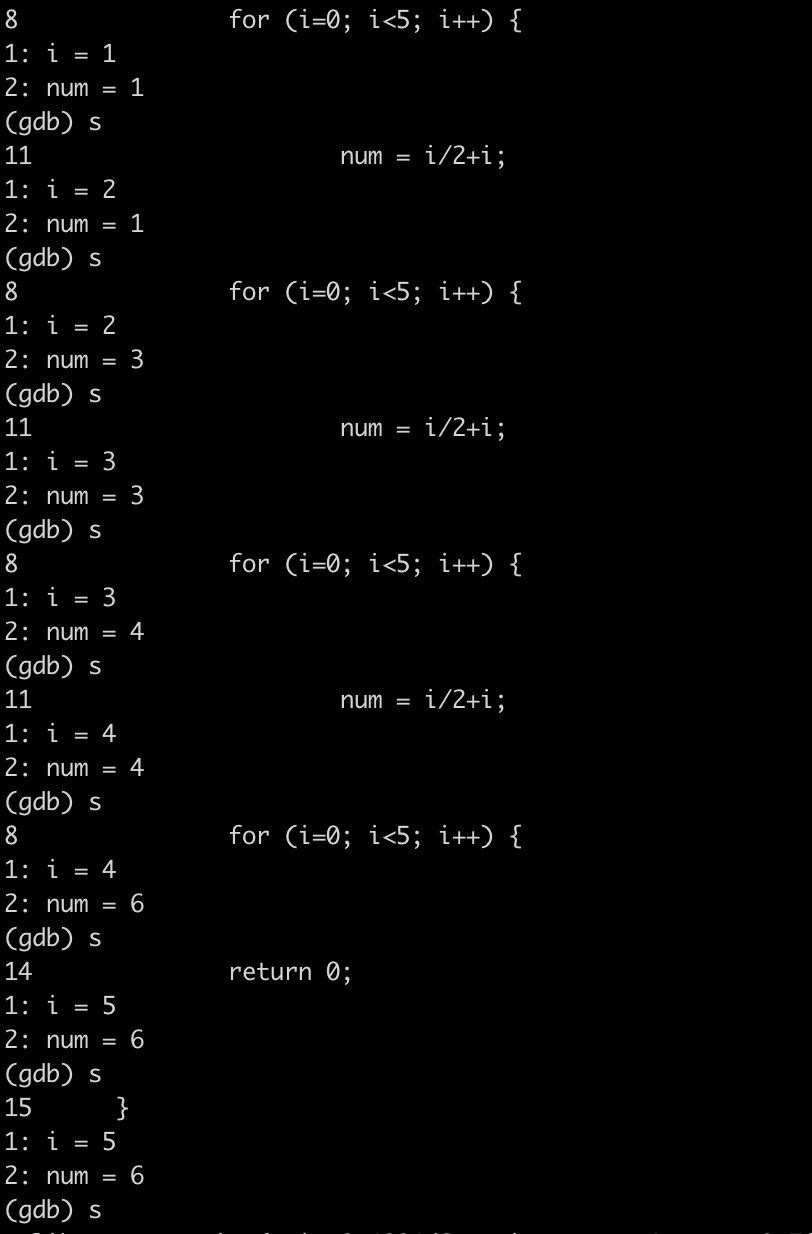 8               for (i=0; i<5; i++) {
1: i = 1
2: num = 1
(gdb) s
11                      num = i/2+i;
1: i = 2
2: num = 1
(gdb) s
8               for (i=0; i<5; i++) {
1: i = 2
2: num = 3
(gdb) s
11                      num = i/2+i;
1: i = 3
2: num = 3
(gdb) s
8               for (i=0; i<5; i++) {
1: i = 3
2: num = 4
(gdb) s
11                      num = i/2+i;
1: i = 4
2: num = 4
(gdb) s
8               for (i=0; i<5; i++) {
1: i = 4
2: num = 6
(gdb) s
14              return 0;
1: i = 5
2: num = 6
(gdb) s
15      }
1: i = 5
2: num = 6
(gdb) s